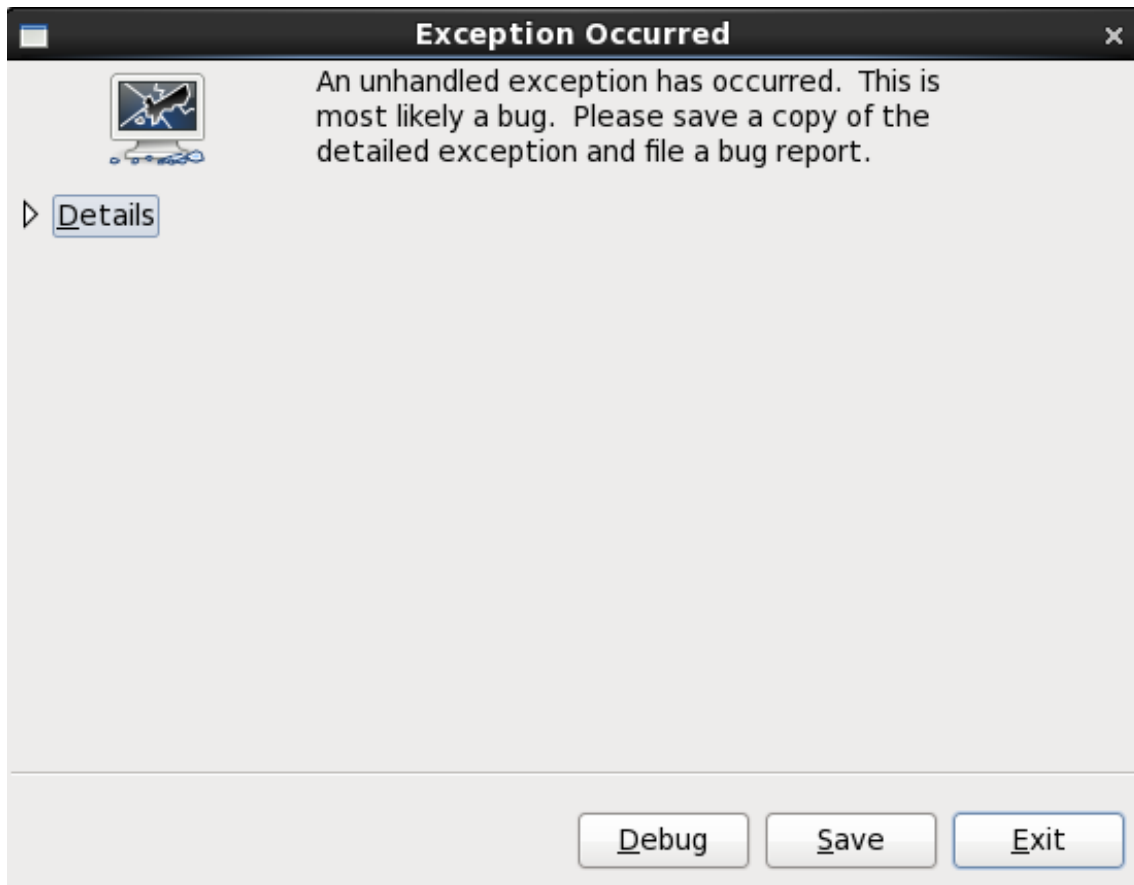 Exception Occurred
An unhandled exception has occurred.  This is
most likely a bug.  Please save a copy of the
detailed exception and file a bug report.
Details
Debug
Save
Exit